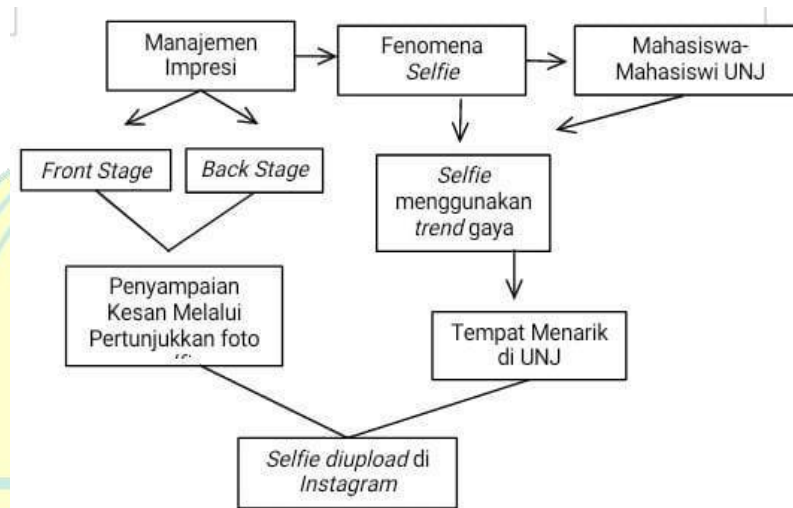 Manajemen
Impresi
Fenomena
Selfie
Mahasiswa-
Mahasiswi UNJ
Front Stage
Back Stage
Selfie
menggunakan
trend gaya
Penyampaian
Kesan Melalui
Pertunjukkan foto
Tempat Menarik
di UNJ
Selfie diupload di
Instagram